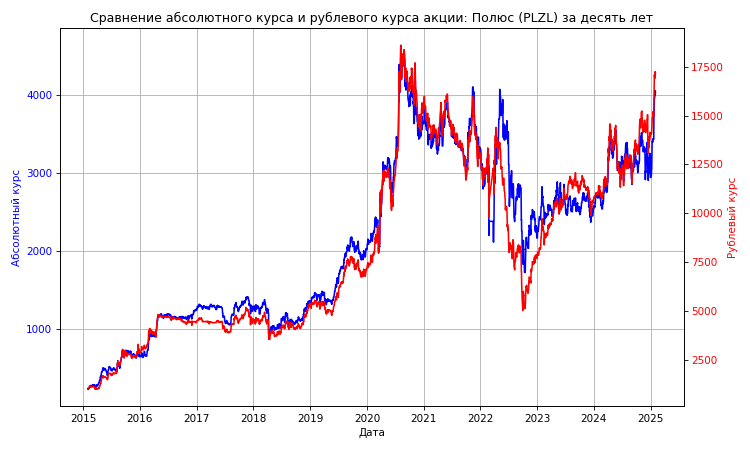 Сравнение абсолютного курса и рублевого курса акции: Полюс (PLZL) за десять лет
Абсолютный курс
4000
3000
2000
1000
17500
15000
12500
10000
7500
5000
2500
Рублевый курс
2015 2016 2017 2018 2019 2020 2021 2022 2023 2024 2025
Дата